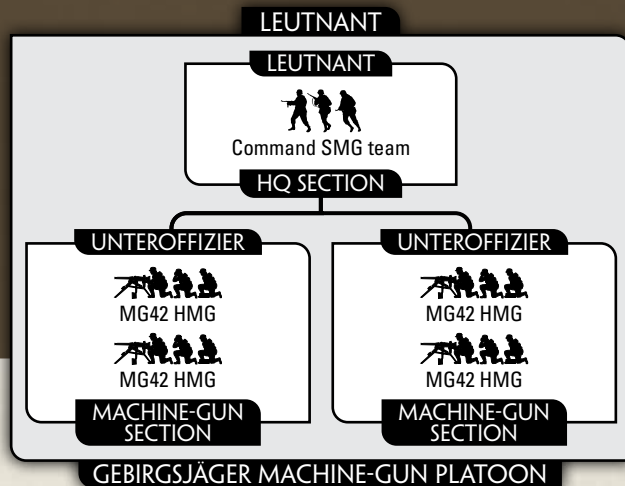 LEUTNANT
LEUTNANT
Command SMG team
HQ SECTION
UNTEROFFIZIER
MG42 HMG
MG42 HMG
MACHINE-GUN
SECTION
UNTEROFFIZIER
MG42 HMG
MG42 HMG
MACHINE-GUN
SECTION
GEBIRGSJÄGER MACHINE-GUN PLATOON